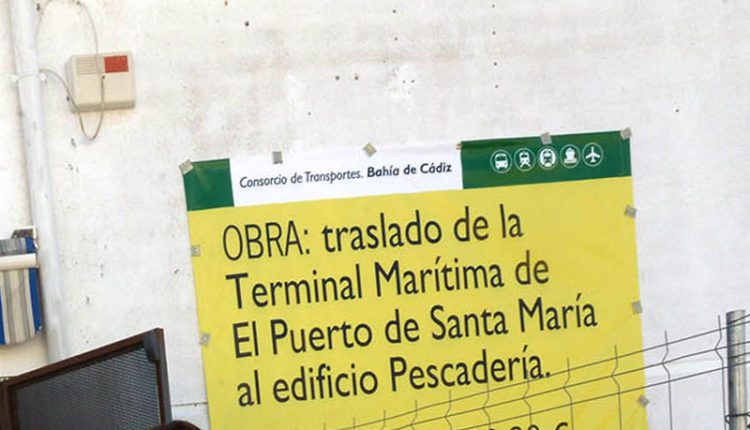 Consorcio de Transportes. Bahía de Cádiz
OBRA: traslado de la
Terminal Marítima de
El Puerto de Santa María
al edificio Pescadería.